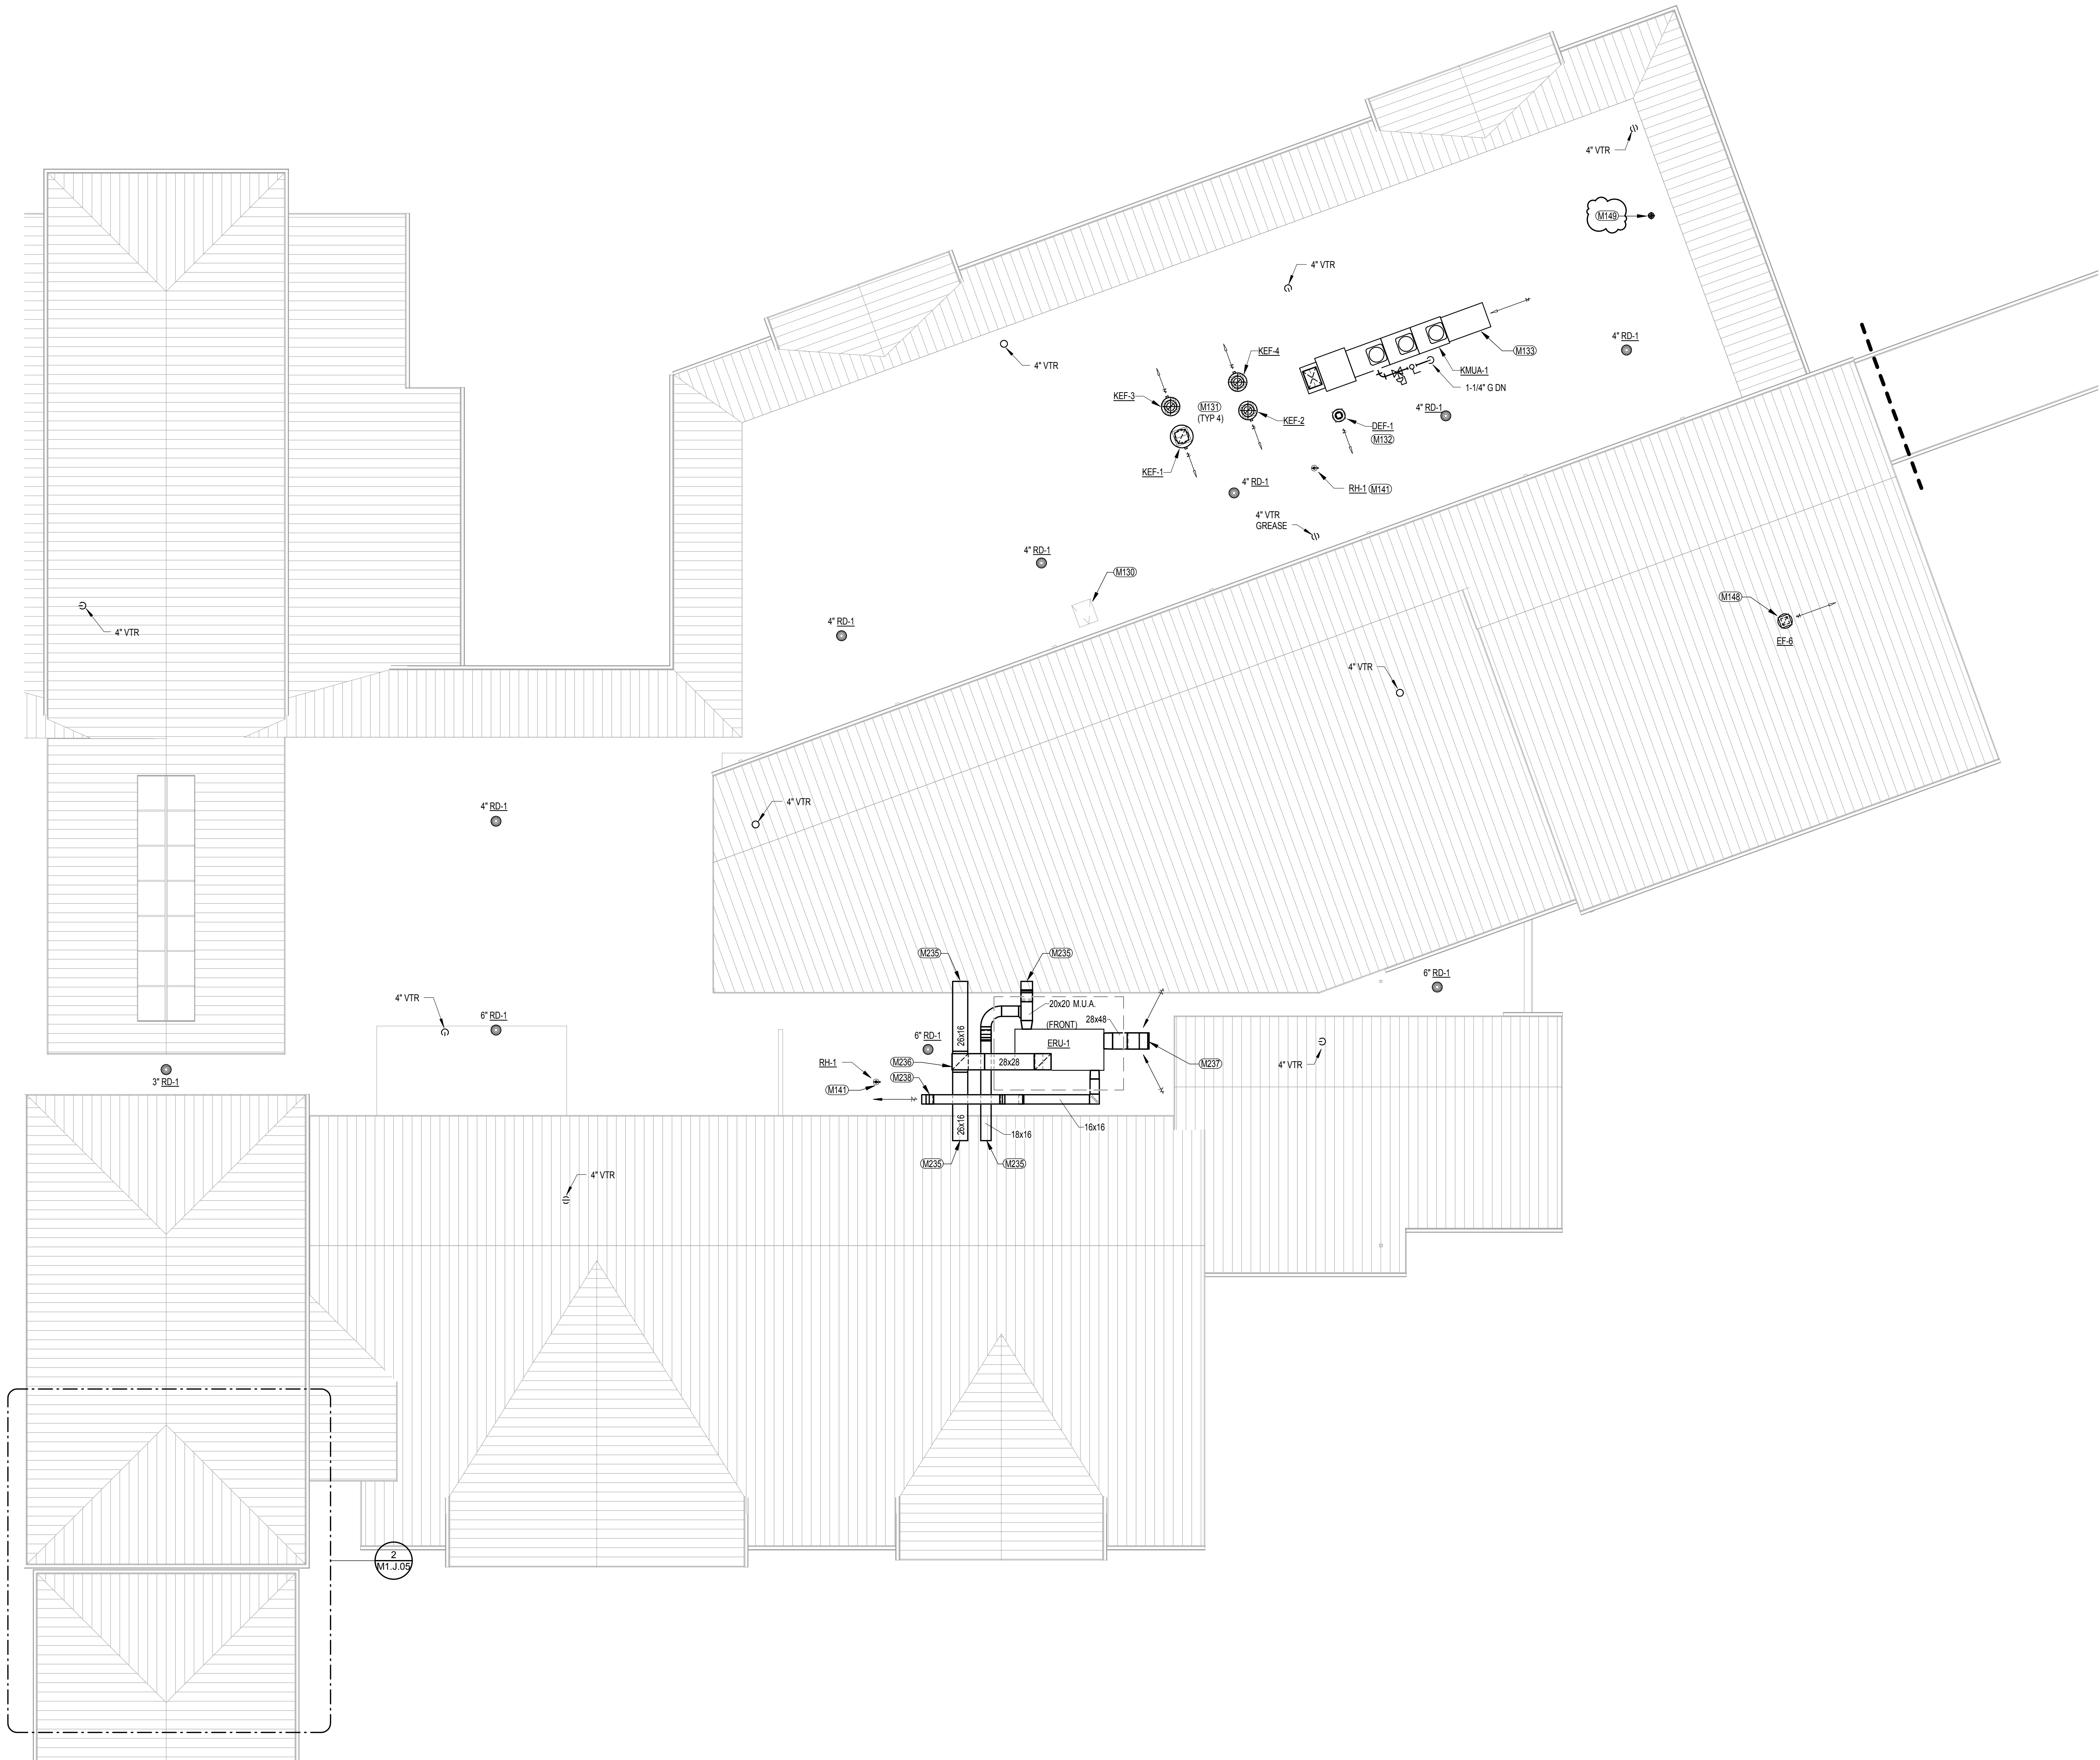 4" VTR
M149
4" VTR
4" RD-1
KEF-4
M133
4" VTR
KMUA-1
1-1/4" G DN
KEF-3
M131
(TYP 4)
4" RD-1
KEF-2
DEF-1
M132
KEF-1
4" RD-1
RH-1 M141
4" VTR
GREASE
4" RD-1
M130
M148
4" RD-1
4" VTR
EF-6
4" VTR
4" VTR
4" RD-1
M235
M235
6" RD-1
4" VTR
20x20 M.U.A.
6" RD-1
28x48
(FRONT)
26x16
6" RD-1
ERU-1
RH-1
M236
28x28
M237
4" VTR
M238
M141
3" RD-1
26x16
16x16
18x16
M235
M235
4" VTR
2
M1.J.05